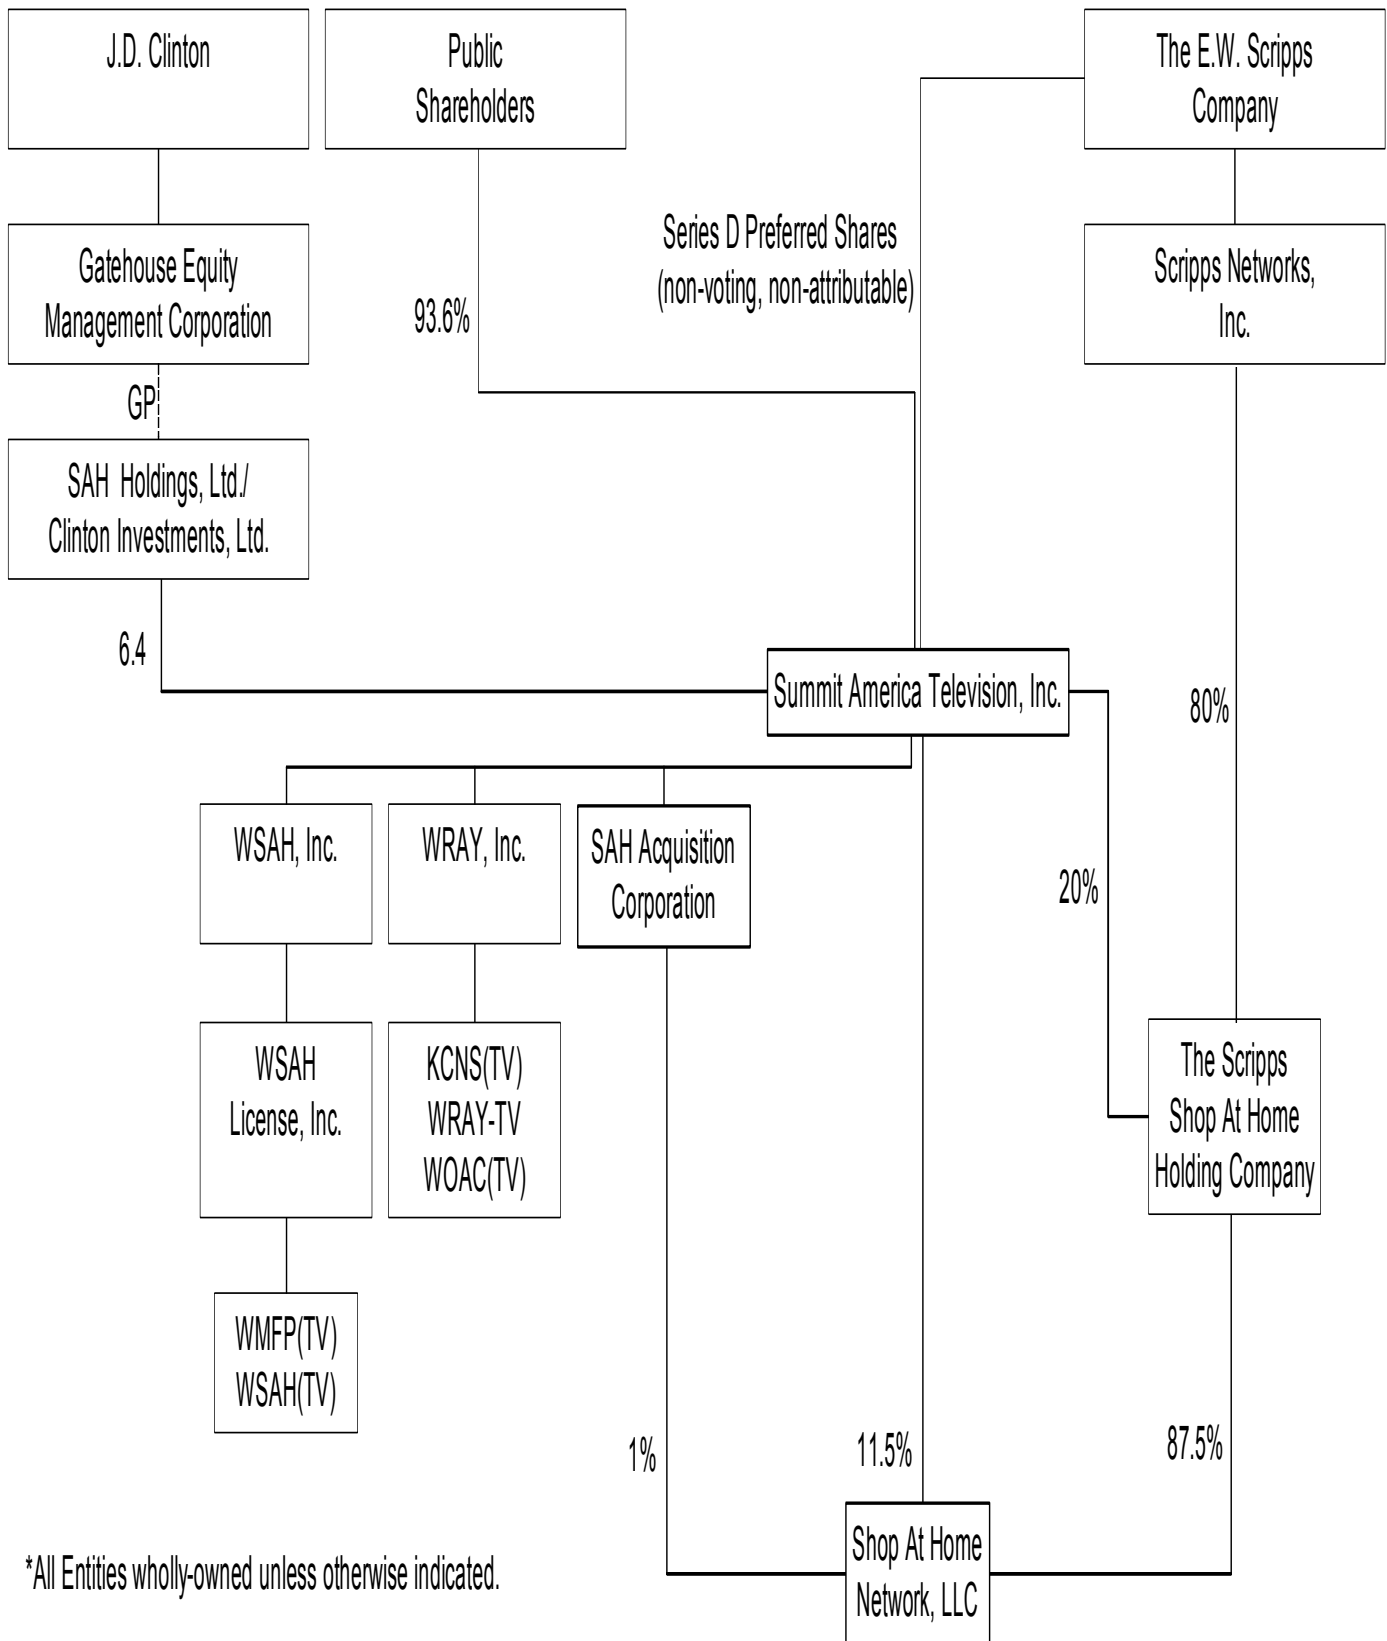 J.D. Clinton
Public
Shareholders
The E.W. Scripps
Company
Gatehouse Equity
Management Corporation
93.6%
Series D Preferred Shares
(non-voting, non-attributable)
Scripps Networks,
Inc.
GP
SAH Holdings, Ltd./
Clinton Investments, Ltd.
6.4
Summit America Television, Inc.
80%
20%
WSAH, Inc.
WRAY, Inc.
SAH Acquisition
Corporation
WSAH
License, Inc.
KCNS(TV)
WRAY-TV
WOAC(TV)
The Scripps
Shop At Home
Holding Company
WMFP(TV)
WSAH(TV)
1%
11.5%
87.5%
Shop At Home
Network, LLC
*All Entities wholly-owned unless otherwise indicated.